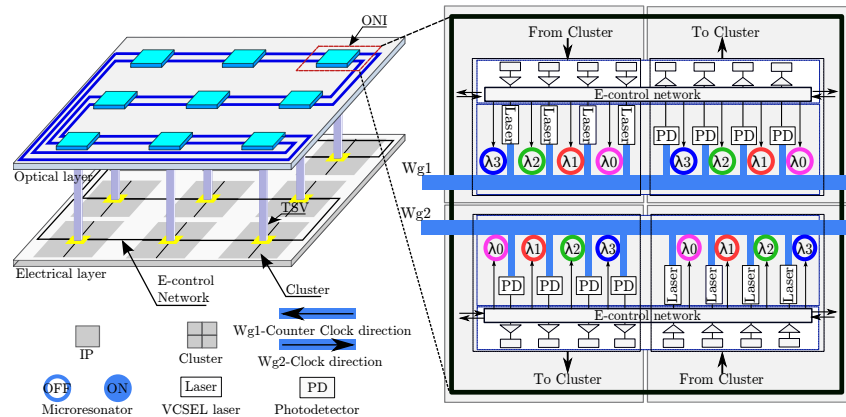 ONI
Optical layer
TSV
Electrical layer
E-control
Network
Cluster
IP
Cluster
Wg1-Counter Clock direction
Wg2-Clock direction
OFF
ON
Microresonator
Laser
VCSEL laser
PD
Photodetector
From Cluster
To Cluster
E-control network
Laser
Laser
Laser
Laser
PD
PD
PD
PD
λ3
λ2
λ1
λ0
λ3
λ2
λ1
λ0
Wg1
Wg2
λ0
λ1
λ2
λ3
λ0
λ1
λ2
λ3
PD
PD
PD
PD
Laser
Laser
Laser
Laser
E-control network
To Cluster
From Cluster